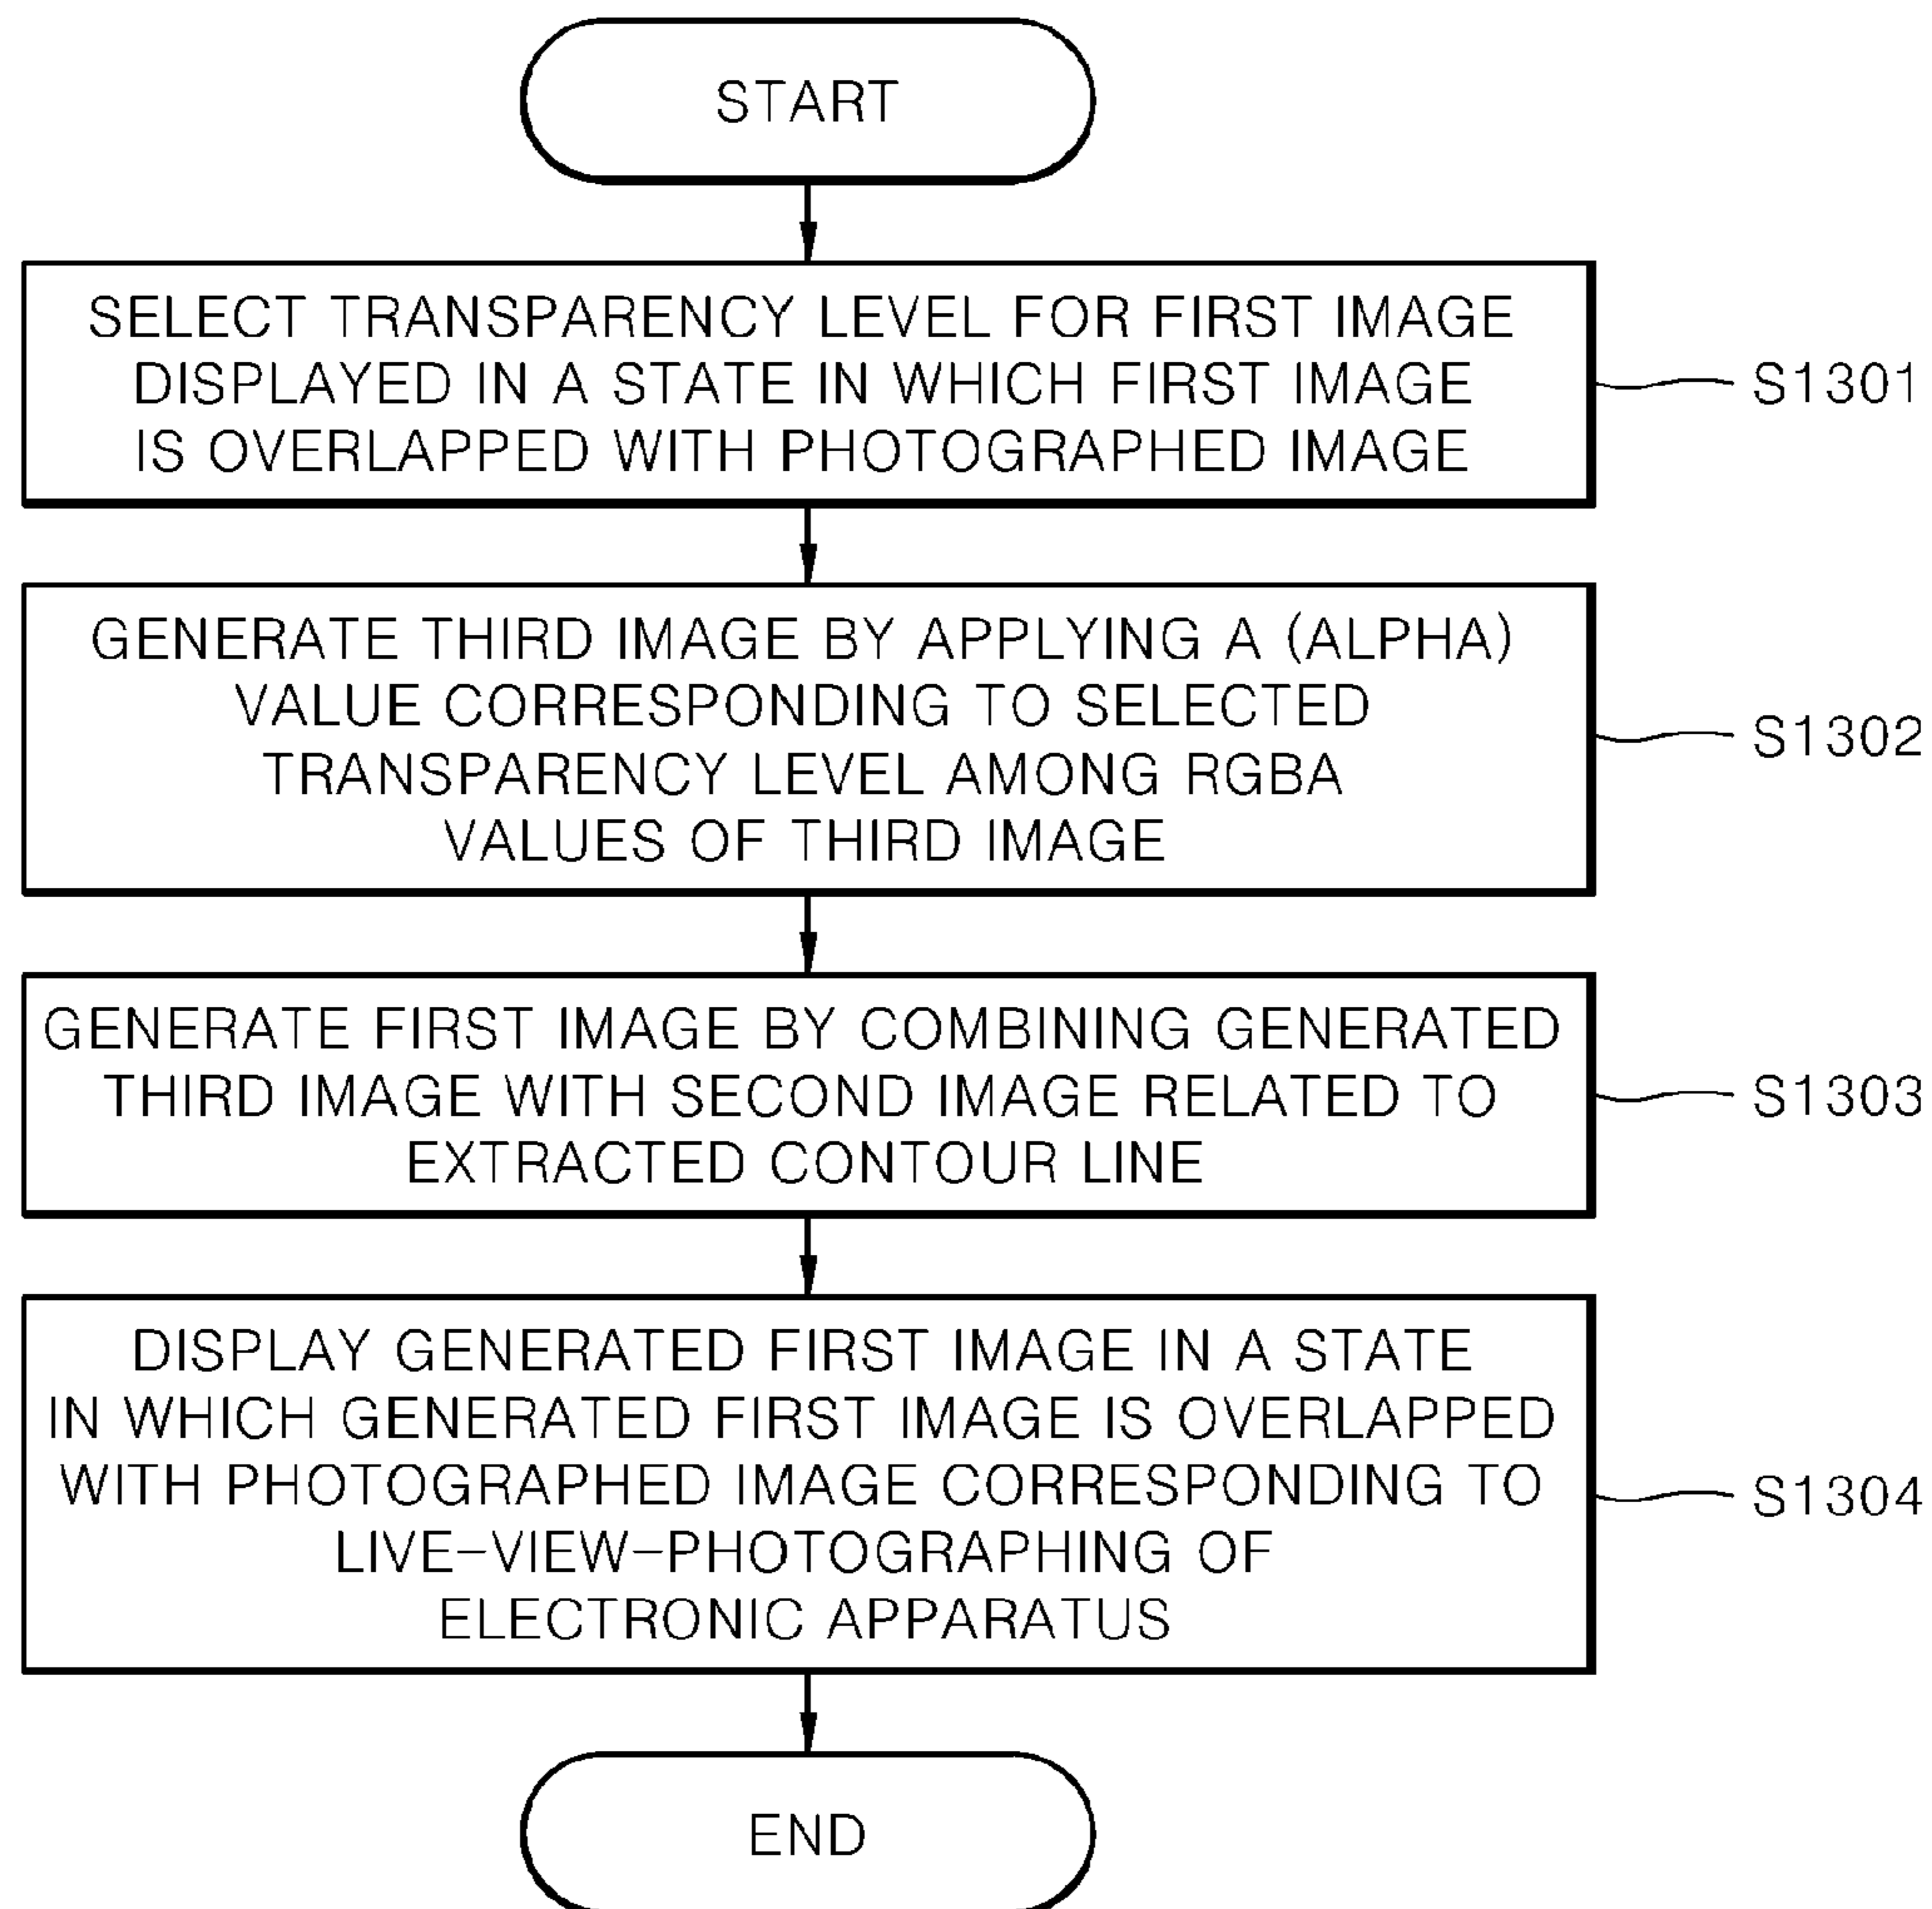 START
SELECT TRANSPARENCY LEVEL FOR FIRST IMAGE
DISPLAYED IN A STATE IN WHICH FIRST IMAGE
IS OVERLAPPED WITH PHOTOGRAPHED IMAGE
S1301
GENERATE THIRD IMAGE BY APPLYING A (ALPHA)
VALUE CORRESPONDING TO SELECTED
TRANSPARENCY LEVEL AMONG RGBA
VALUES OF THIRD IMAGE
S1302
GENERATE FIRST IMAGE BY COMBINING GENERATED
THIRD IMAGE WITH SECOND IMAGE RELATED TO
EXTRACTED CONTOUR LINE
S1303
DISPLAY GENERATED FIRST IMAGE IN A STATE
IN WHICH GENERATED FIRST IMAGE IS OVERLAPPED
WITH PHOTOGRAPHED IMAGE CORRESPONDING TO
LIVE-VIEW-PHOTOGRAPHING OF
ELECTRONIC APPARATUS
S1304
END